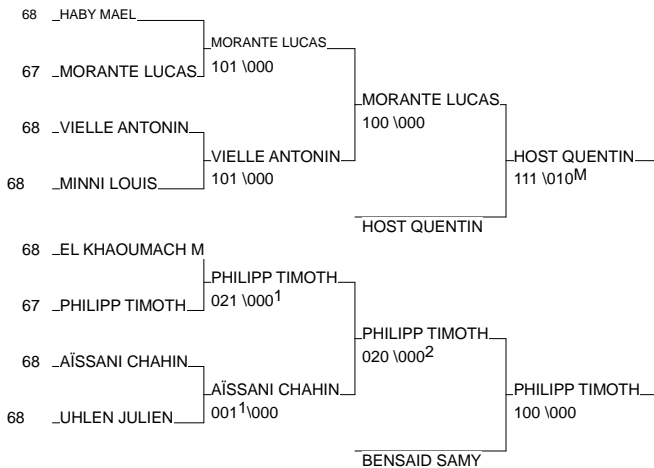 68 HABY MAEL
MORANTE LUCAS
67 MORANTE LUCAS 101 \000
MORANTE LUCAS
100 \000
68 VIELLE ANTONIN
VIELLE ANTONIN HOST QUENTIN
101 \000 111 \010M
68 MINNI LOUIS
HOST QUENTIN
68 EL KHAOUMACH M
PHILIPP TIMOTH
67 PHILIPP TIMOTH 021 \0001
PHILIPP TIMOTH
020 \0002
68 AÏSSANI CHAHIN
AÏSSANI CHAHIN PHILIPP TIMOTH
68 UHLEN JULIEN 0011\000 100 \000
BENSAID SAMY